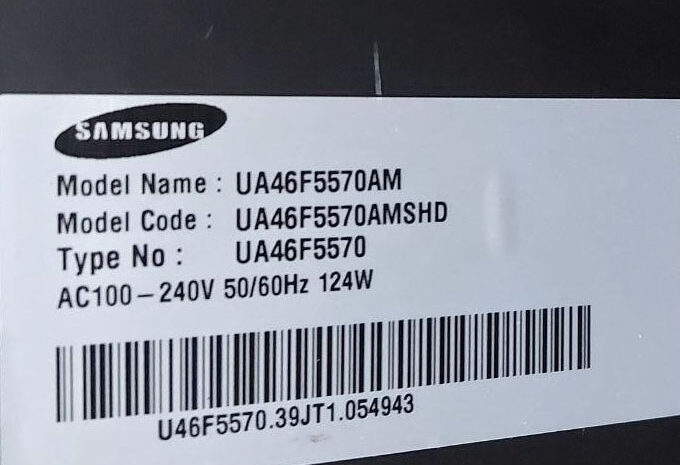 SAMSUNG
Model Name : UA46F5570AM
Model Code : UA46F5570AMSHD
Type No : UA46F5570
AC100 – 240V 50/60Hz 124W
U46F5570.39JT1.054943